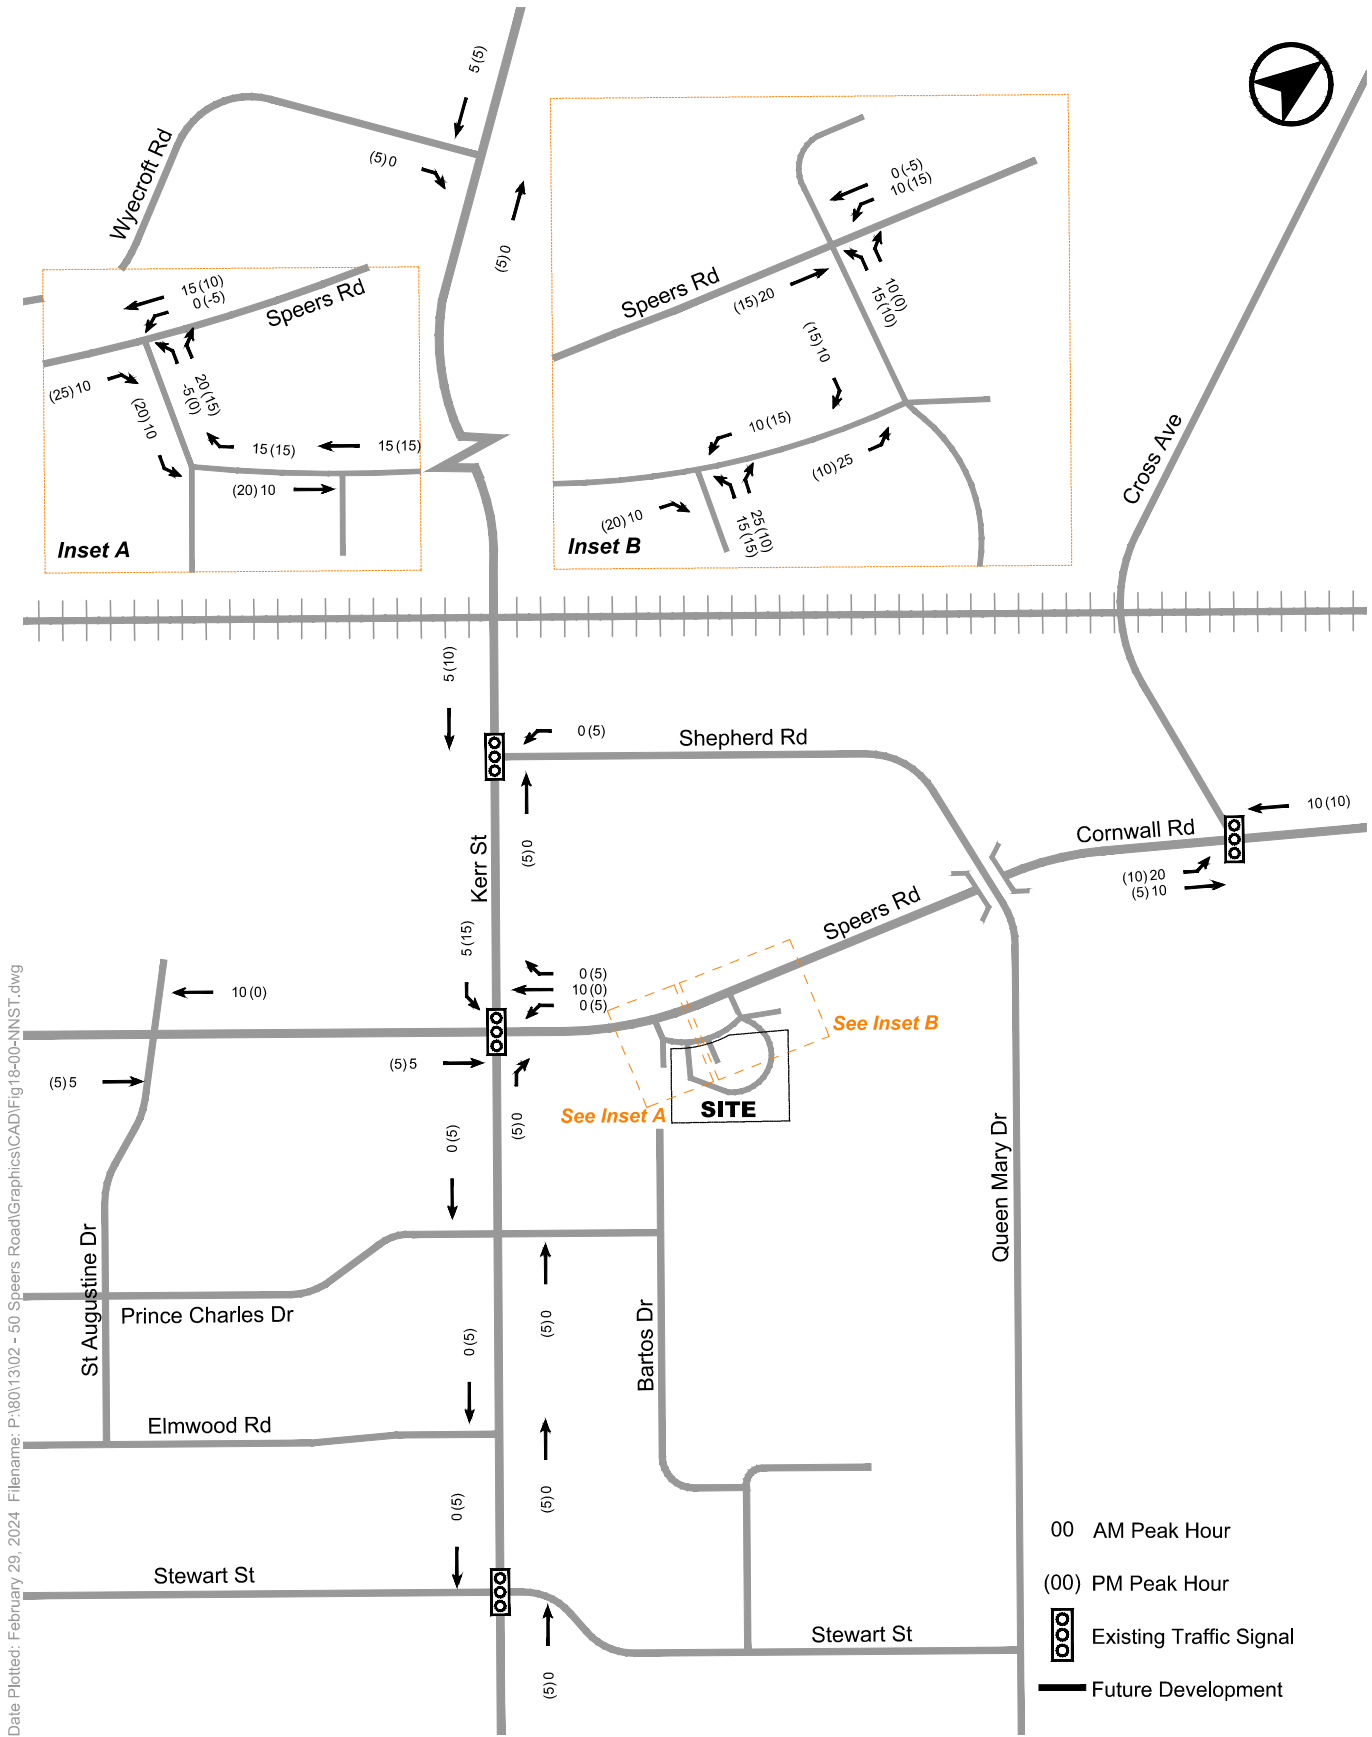 5 (5)
Wyecroft Rd
(5) 0
(5) 0
15 (10)
0 (-5)
Speers Rd
(25) 10
(20) 10
20 (15)
-5 (0)
15 (15)
15 (15)
(20) 10
Inset A
0 (-5)
10 (15)
Speers Rd
(15) 20
10 (0)
15 (10)
(15) 10
10 (15)
(10) 25
(20) 10
25 (10)
15 (15)
Inset B
Cross Ave
5 (10)
0 (5)
Shepherd Rd
Kerr St
(5) 0
10 (10)
Cornwall Rd
(10) 20
(5) 10
Speers Rd
5 (15)
0 (5)
10 (0)
0 (5)
10 (0)
See Inset B
(5) 5
(5) 5
See Inset A
SITE
(5) 0
0 (5)
Queen Mary Dr
St Augustine Dr
Prince Charles Dr
(5) 0
Bartos Dr
0 (5)
Elmwood Rd
(5) 0
0 (5)
Stewart St
Stewart St
(5) 0
00 AM Peak Hour
(00) PM Peak Hour
Existing Traffic Signal
Future Development
Date Plotted: February 29, 2024 Filename: P:\80\13\02 - 50 Speers Road\Graphics\CAD\Fig18-00-NNST.dwg